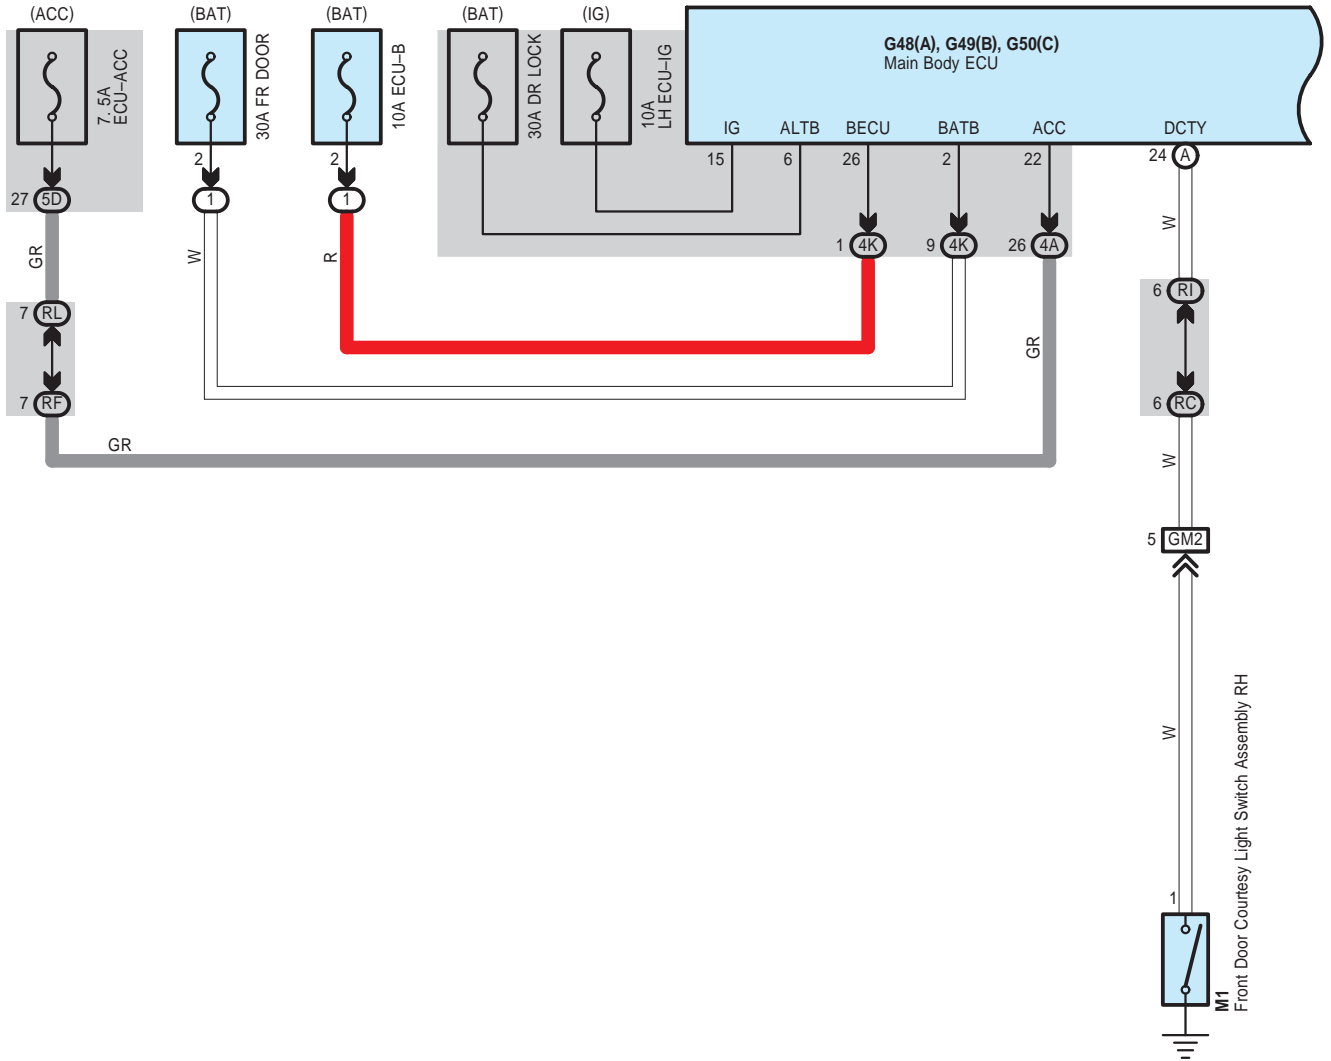 (ACC)
(BAT)
(BAT)
(BAT)
(IG)
7. 5A
ECU–ACC
30A FR DOOR
10A ECU–B
30A DR LOCK
10A
LH ECU–IG
G48(A), G49(B), G50(C)
Main Body ECU
IG
ALTB
BECU
BATB
ACC
DCTY
2
2
15
6
26
2
22
24
A
27
5D
1
1
1
4K
9
4K
26
4A
GR
W
R
GR
W
7
RL
6
RI
7
RF
6
RC
GR
W
5
GM2
W
1
M1
Front Door Courtesy Light Switch Assembly RH